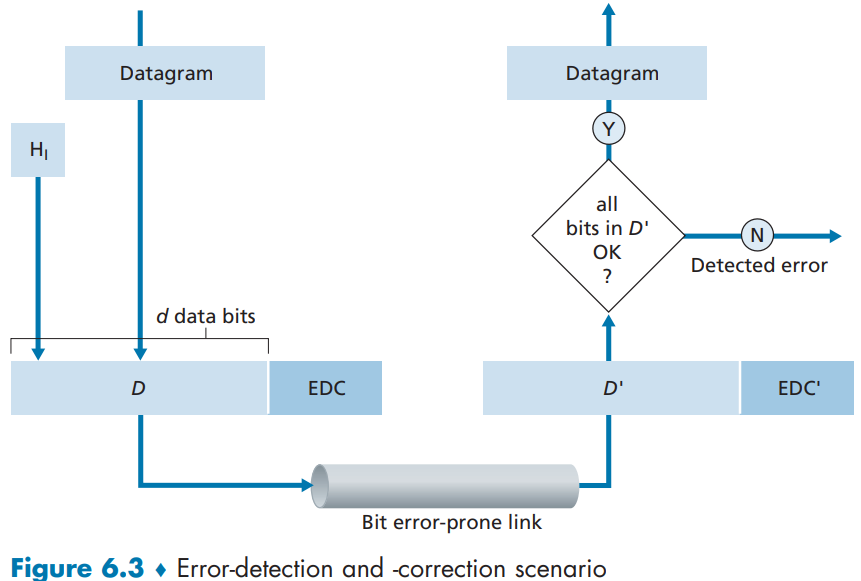 Datagram
Datagram
H_l
Y
all
bits in D'
OK
?
N
Detected error
d data bits
D
EDC
D'
EDC'
Bit error-prone link
Figure 6.3 ♦ Error-detection and -correction scenario